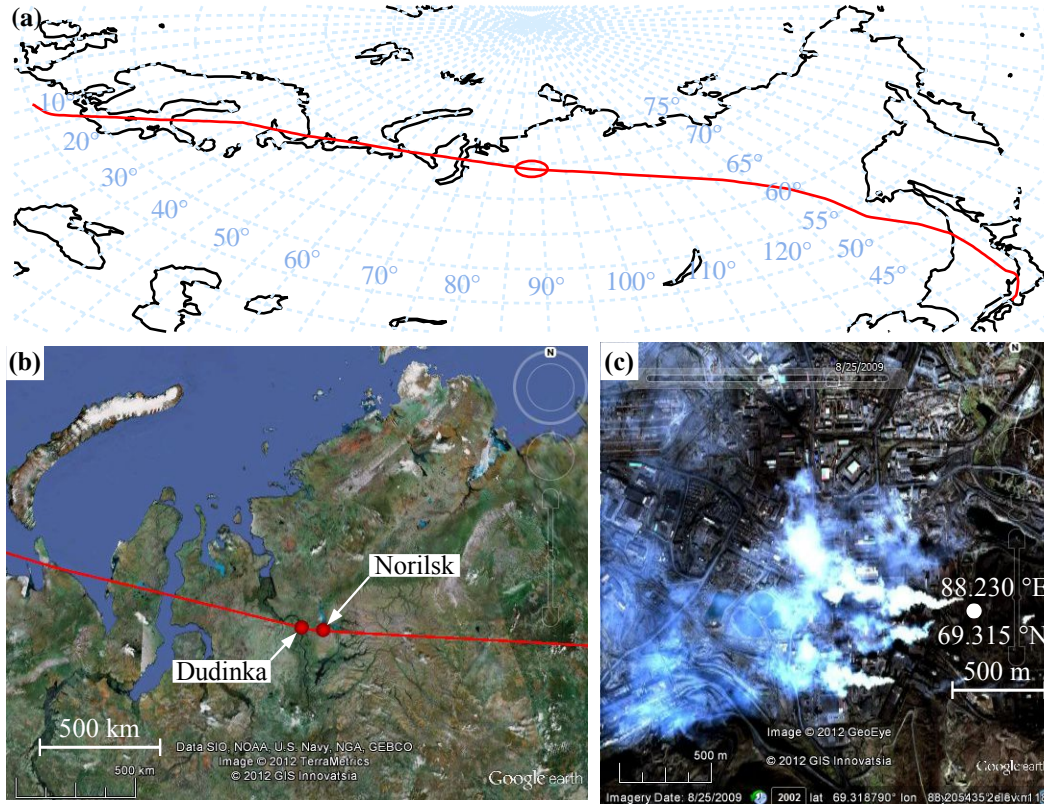 (a)
10°
20°
30°
40°
50°
60°
70°
80°
90°
100°
110°
120°
75°
70°
65°
60°
55°
50°
45°
(b)
N
Norilsk
Dudinka
500 km
Data SIO, NOAA, U.S. Navy, NGA, GEBCO
Image © 2012 TerraMetrics
© 2012 GIS Innovatsia
500 km
Google earth
(c)
N
8/25/2009
88.230 °E
69.315 °N
500 m
Image © 2012 GeoEye
© 2012 GIS Innovatsia
500 m
Google earth
Imagery Date: 8/25/2009 2002 lat 69.318790° lon